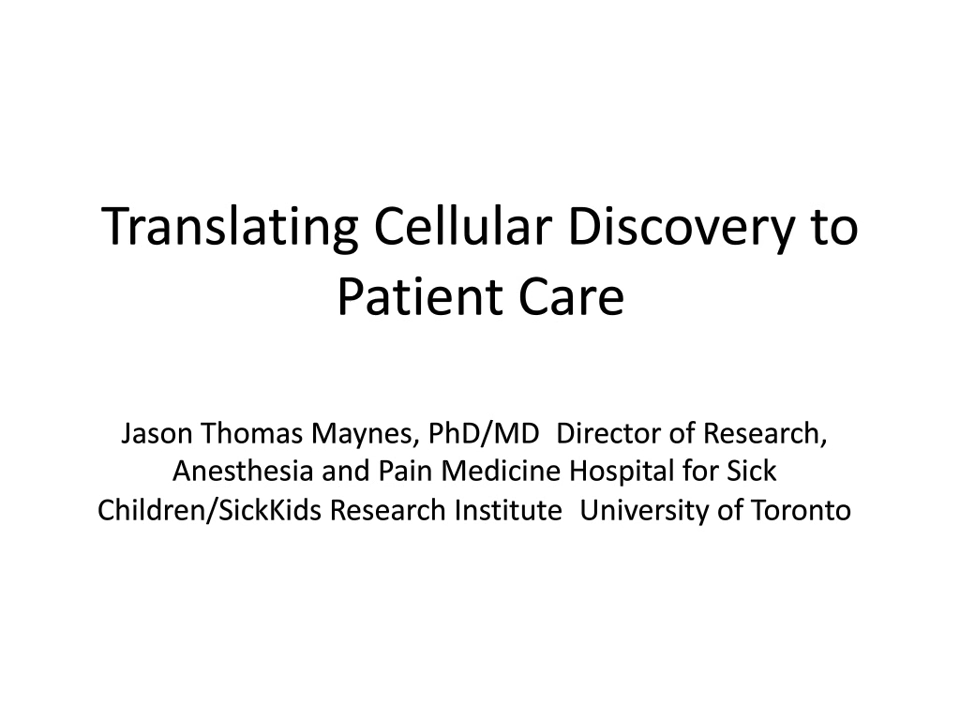 Translating Cellular Discovery to
Patient Care
Jason Thomas Maynes, PhD/MD  Director of Research,
Anesthesia and Pain Medicine Hospital for Sick
Children/SickKids Research Institute  University of Toronto